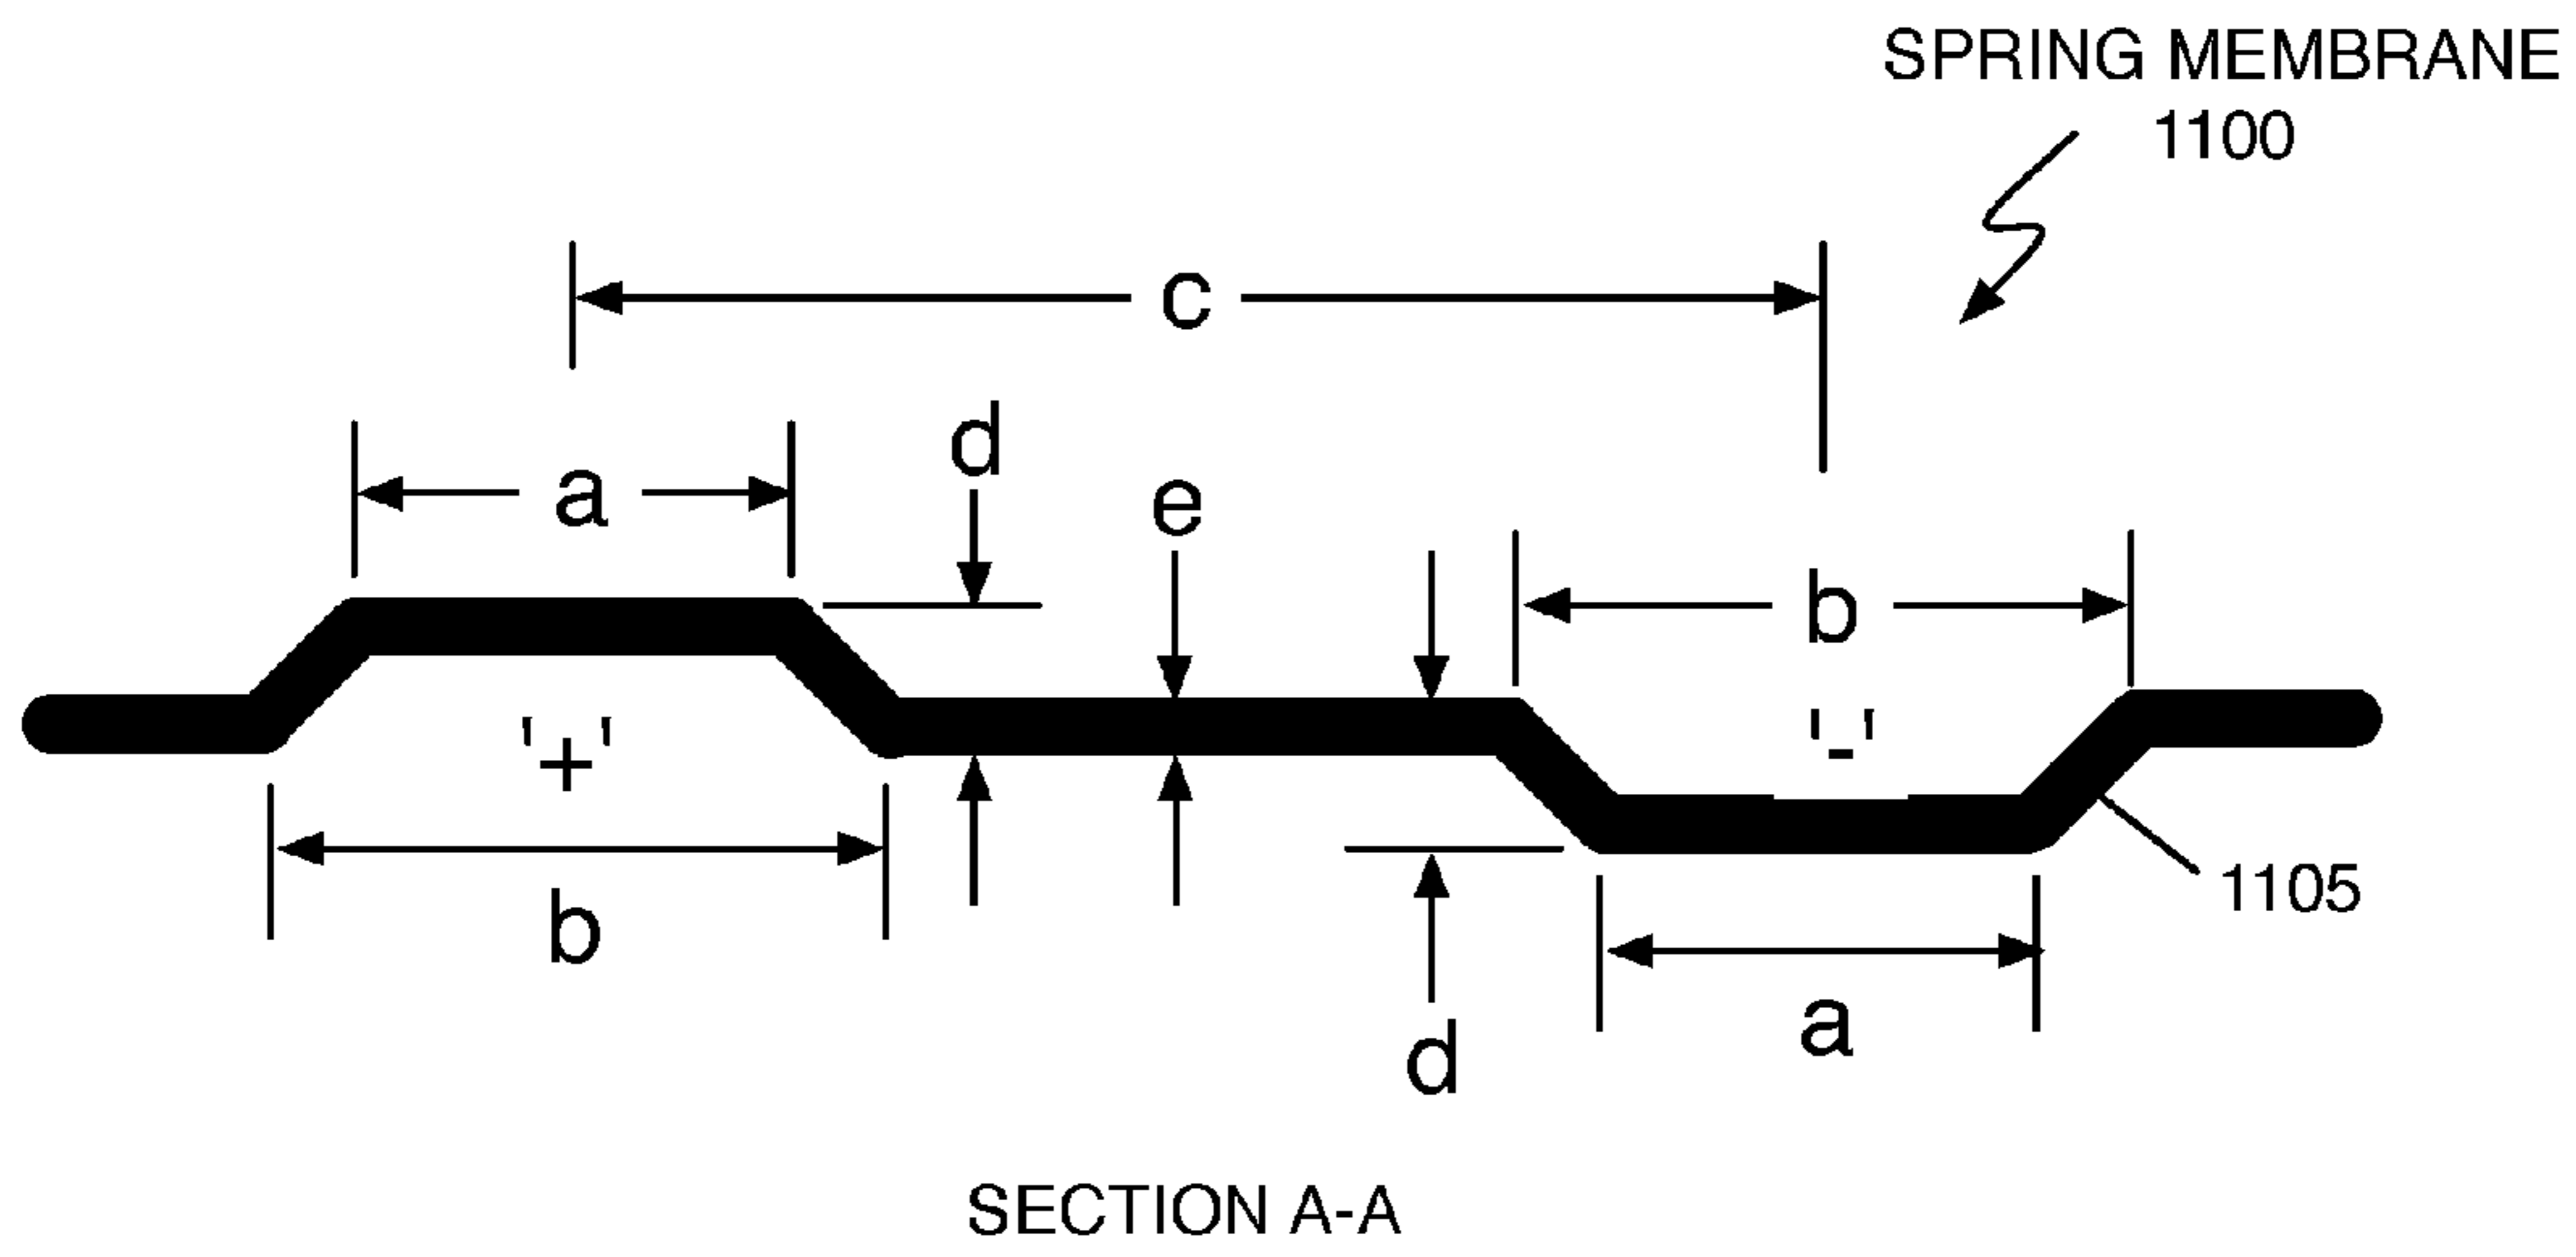 SPRING MEMBRANE
1100
c
d
a
e
b
'+'
'-'
b
1105
a
d
SECTION A-A